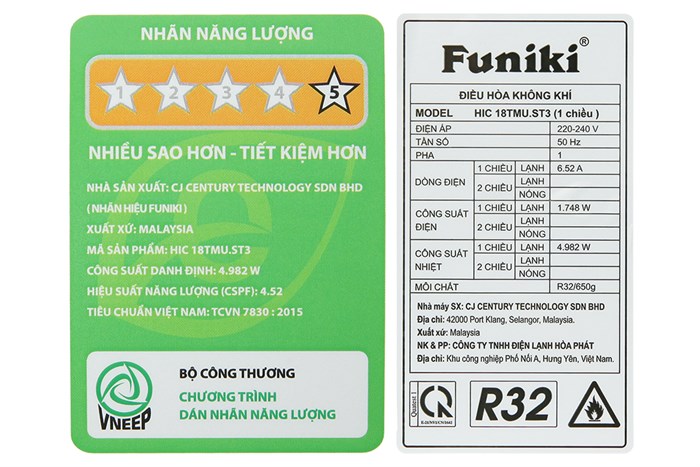 NHÃN NĂNG LƯỢNG
1 2 3 4 5
NHIỀU SAO HƠN - TIẾT KIỆM HƠN
NHÀ SẢN XUẤT: CJ CENTURY TECHNOLOGY SDN BHD
( NHÃN HIỆU FUNIKI )
XUẤT XỨ: MALAYSIA
MÃ SẢN PHẨM: HIC 18TMU.ST3
CÔNG SUẤT DANH ĐỊNH: 4.982 W
HIỆU SUẤT NĂNG LƯỢNG (CSPF): 4.52
TIÊU CHUẨN VIỆT NAM: TCVN 7830 : 2015
VNEEP
BỘ CÔNG THƯƠNG
CHƯƠNG TRÌNH
DÁN NHÃN NĂNG LƯỢNG
Funiki®
ĐIỀU HÒA KHÔNG KHÍ
MODEL HIC 18TMU.ST3 (1 chiều )
ĐIỆN ÁP 220-240 V
TẦN SỐ 50 Hz
PHA 1
DÒNG ĐIỆN 1 CHIỀU LẠNH 6.52 A
2 CHIỀU LẠNH
NÓNG
CÔNG SUẤT ĐIỆN 1 CHIỀU LẠNH 1.748 W
2 CHIỀU LẠNH
NÓNG
CÔNG SUẤT NHIỆT 1 CHIỀU LẠNH 4.982 W
2 CHIỀU LẠNH
NÓNG
MÔI CHẤT R32/650g
Nhà máy SX: CJ CENTURY TECHNOLOGY SDN BHD
Địa chỉ: 42000 Port Klang, Selangor, Malaysia.
Xuất xứ: Malaysia
NK & PP: CÔNG TY TNHH ĐIỆN LẠNH HÒA PHÁT
Địa chỉ: Khu công nghiệp Phố Nối A, Hưng Yên, Việt Nam.
Quatest 1
R32